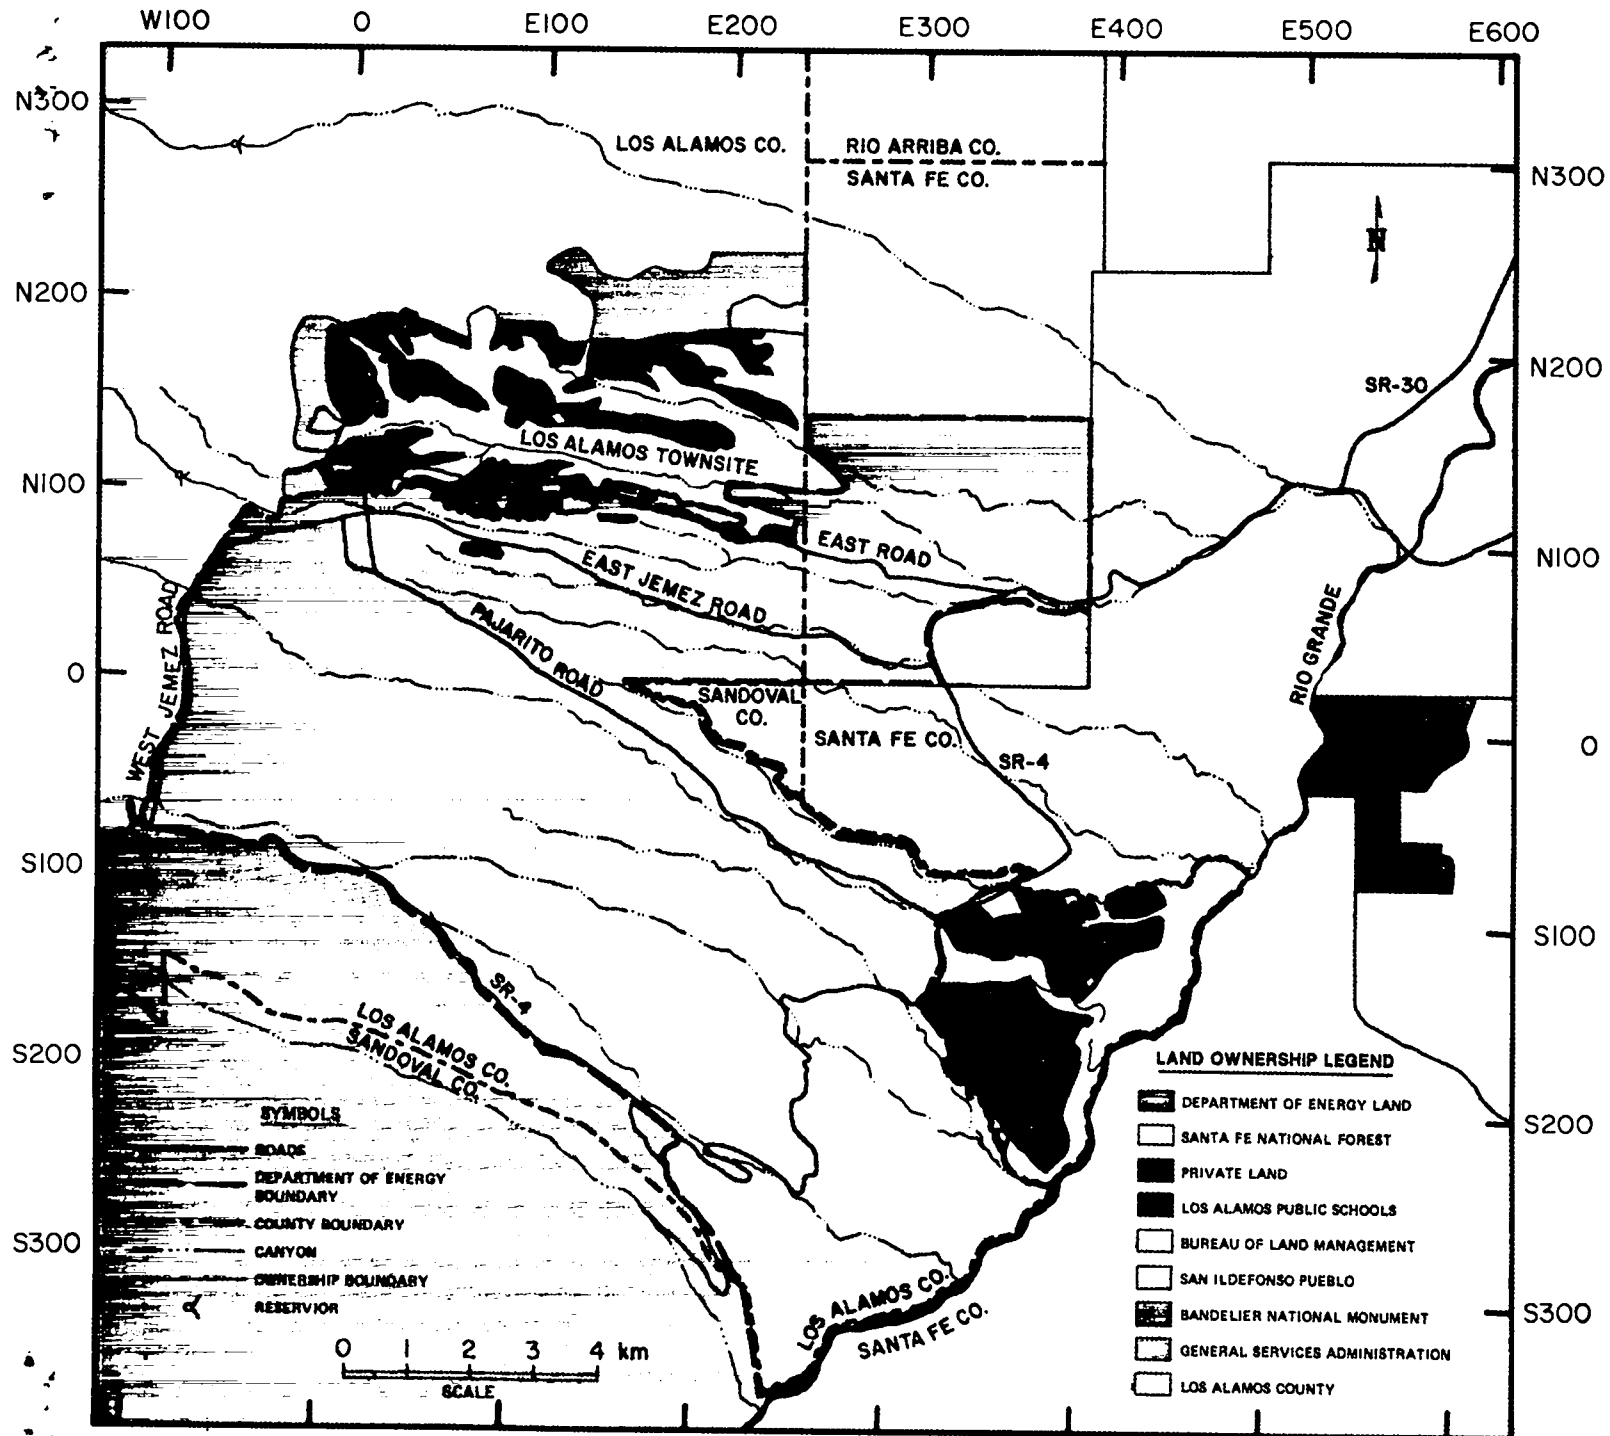 W100 0 E100 E200 E300 E400 E500 E600
N300
N200
N100
0
S100
S200
S300
N300
N200
N100
0
S100
S200
S300
LOS ALAMOS CO.
RIO ARRIBA CO.
SANTA FE CO.
N
SR-30
LOS ALAMOS TOWNSITE
EAST ROAD
EAST JEMEZ ROAD
PAJARITO ROAD
WEST JEMEZ ROAD
RIO GRANDE
SANDOVAL
CO.
SANTA FE CO.
SR-4
SR-4
LOS ALAMOS CO.
SANDOVAL CO.
LOS ALAMOS CO.
SANTA FE CO.
SYMBOLS
ROADS
DEPARTMENT OF ENERGY
BOUNDARY
COUNTY BOUNDARY
CANYON
OWNERSHIP BOUNDARY
RESERVIOR
0 1 2 3 4 km
SCALE
LAND OWNERSHIP LEGEND
DEPARTMENT OF ENERGY LAND
SANTA FE NATIONAL FOREST
PRIVATE LAND
LOS ALAMOS PUBLIC SCHOOLS
BUREAU OF LAND MANAGEMENT
SAN ILDEFONSO PUEBLO
BANDELIER NATIONAL MONUMENT
GENERAL SERVICES ADMINISTRATION
LOS ALAMOS COUNTY